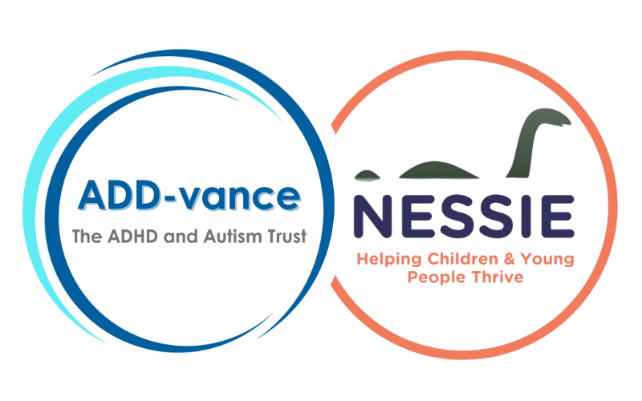 ADD-vance
The ADHD and Autism Trust
NESSIE
Helping Children & Young
People Thrive